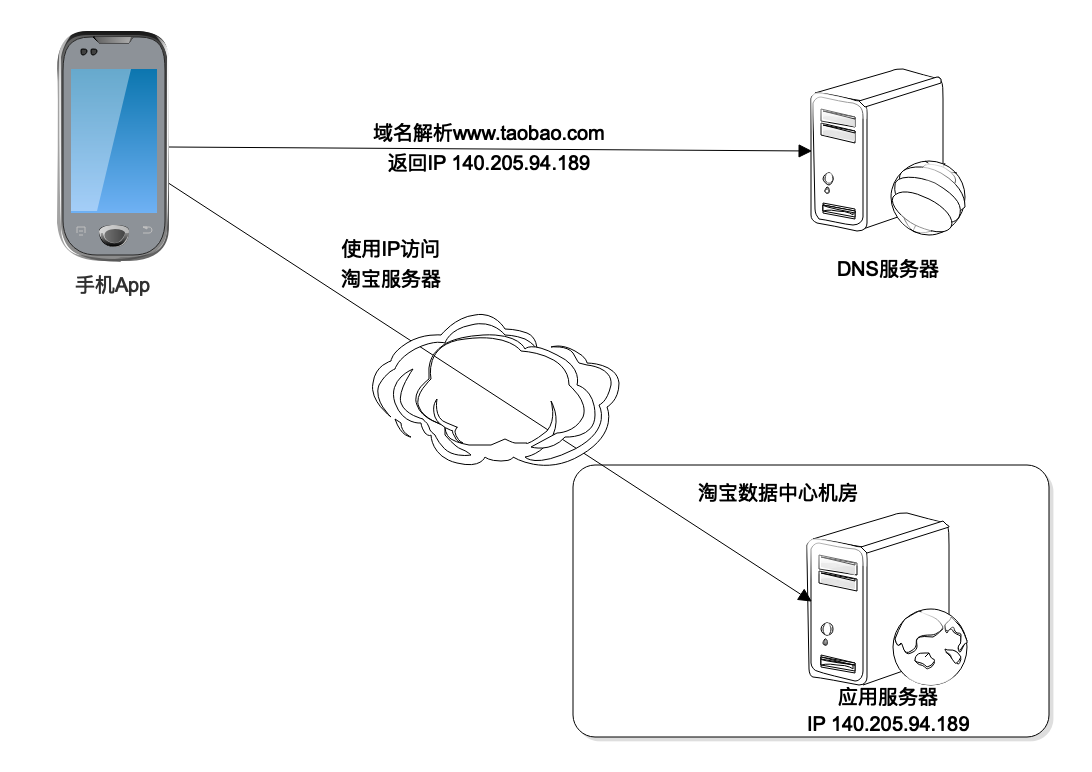 域名解析www.taobao.com
返回IP 140.205.94.189
使用IP访问
淘宝服务器
手机App
DNS服务器
淘宝数据中心机房
应用服务器
IP 140.205.94.189